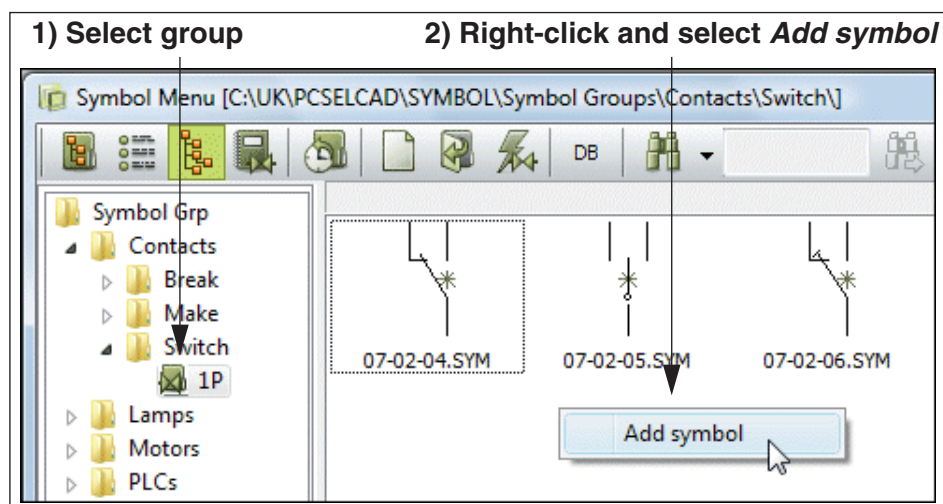 1) Select group
2) Right-click and select Add symbol
Symbol Menu [C:\UK\PCSELCAD\SYMBOL\Symbol Groups\Contacts\Switch\]
DB
Symbol Grp
Contacts
Break
Make
Switch
1P
Lamps
Motors
PLCs
07-02-04.SYM
07-02-05.SYM
07-02-06.SYM
Add symbol